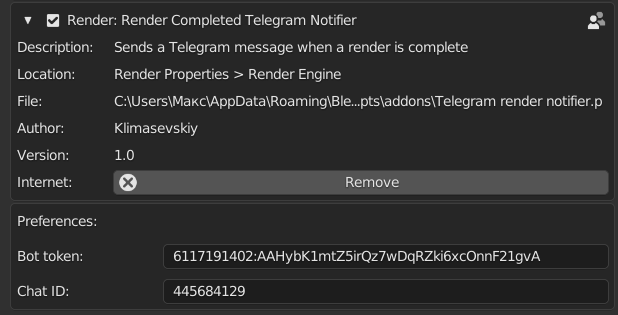 Render: Render Completed Telegram Notifier
Description: Sends a Telegram message when a render is complete
Location: Render Properties > Render Engine
File: C:\Users\Макс\AppData\Roaming\Ble...pts\addons\Telegram render notifier.p
Author: Klimasevskiy
Version: 1.0
Internet: Remove
Preferences:
Bot token: 6117191402:AAHybK1mtZ5irQz7wDqRZki6xcOnnF21gvA
Chat ID: 445684129